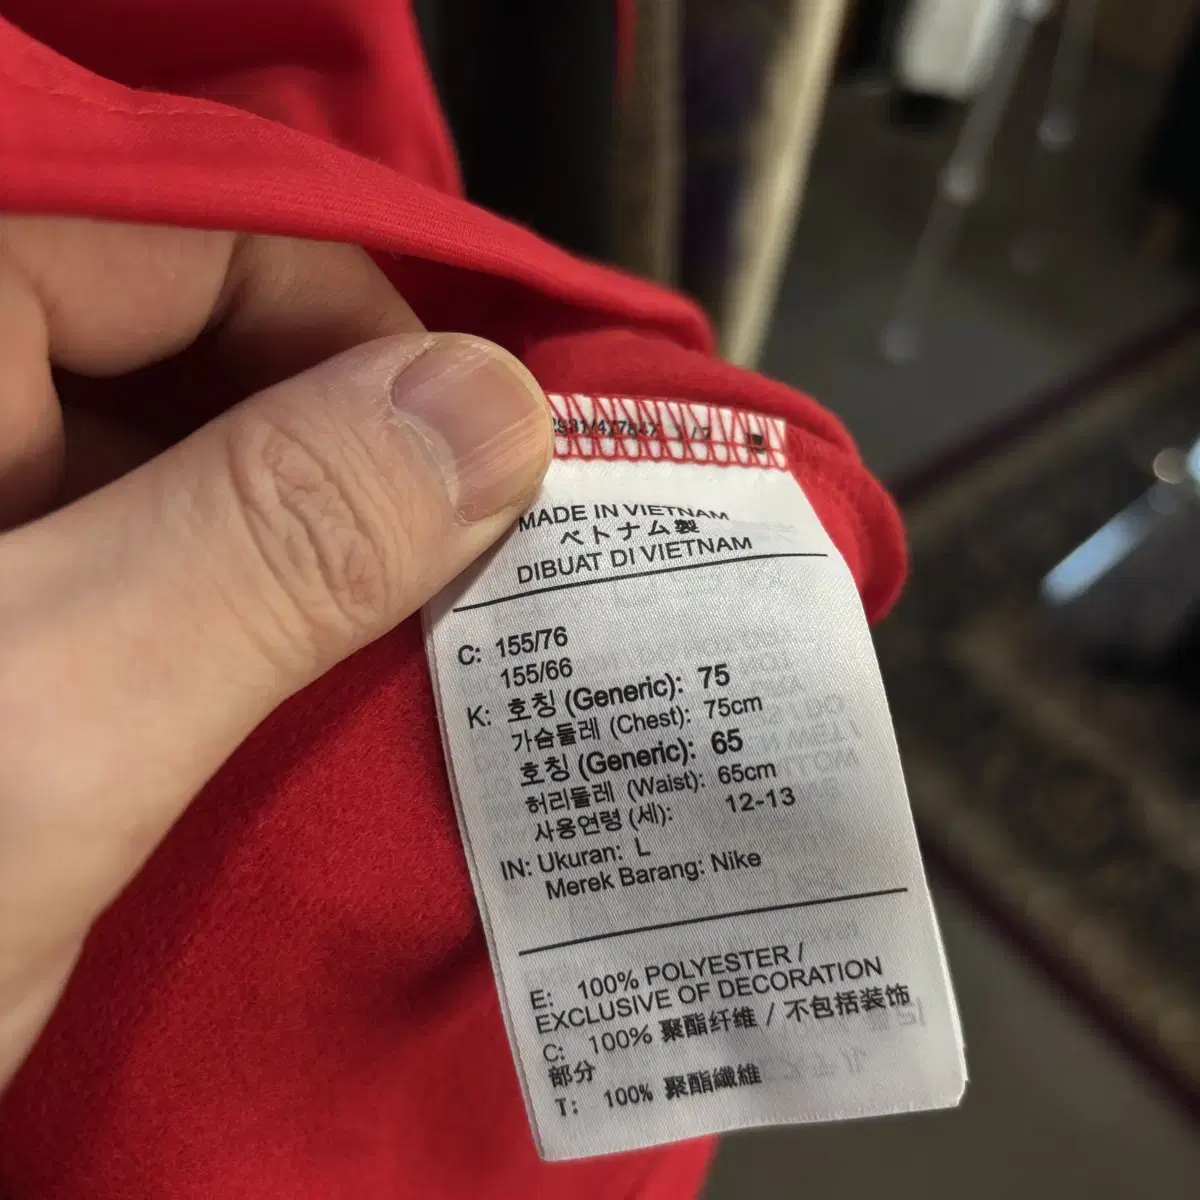 MADE IN VIETNAM
ベトナム製
DIBUAT DI VIETNAM
C: 155/76
155/66
K: 호칭 (Generic): 75
가슴둘레 (Chest): 75cm
호칭 (Generic): 65
허리둘레 (Waist): 65cm
사용연령 (세): 12-13
IN: Ukuran: L
Merek Barang: Nike
E: 100% POLYESTER /
EXCLUSIVE OF DECORATION
C: 100% 聚酯纤维 / 不包括装饰
部分
T: 100% 聚酯纖維